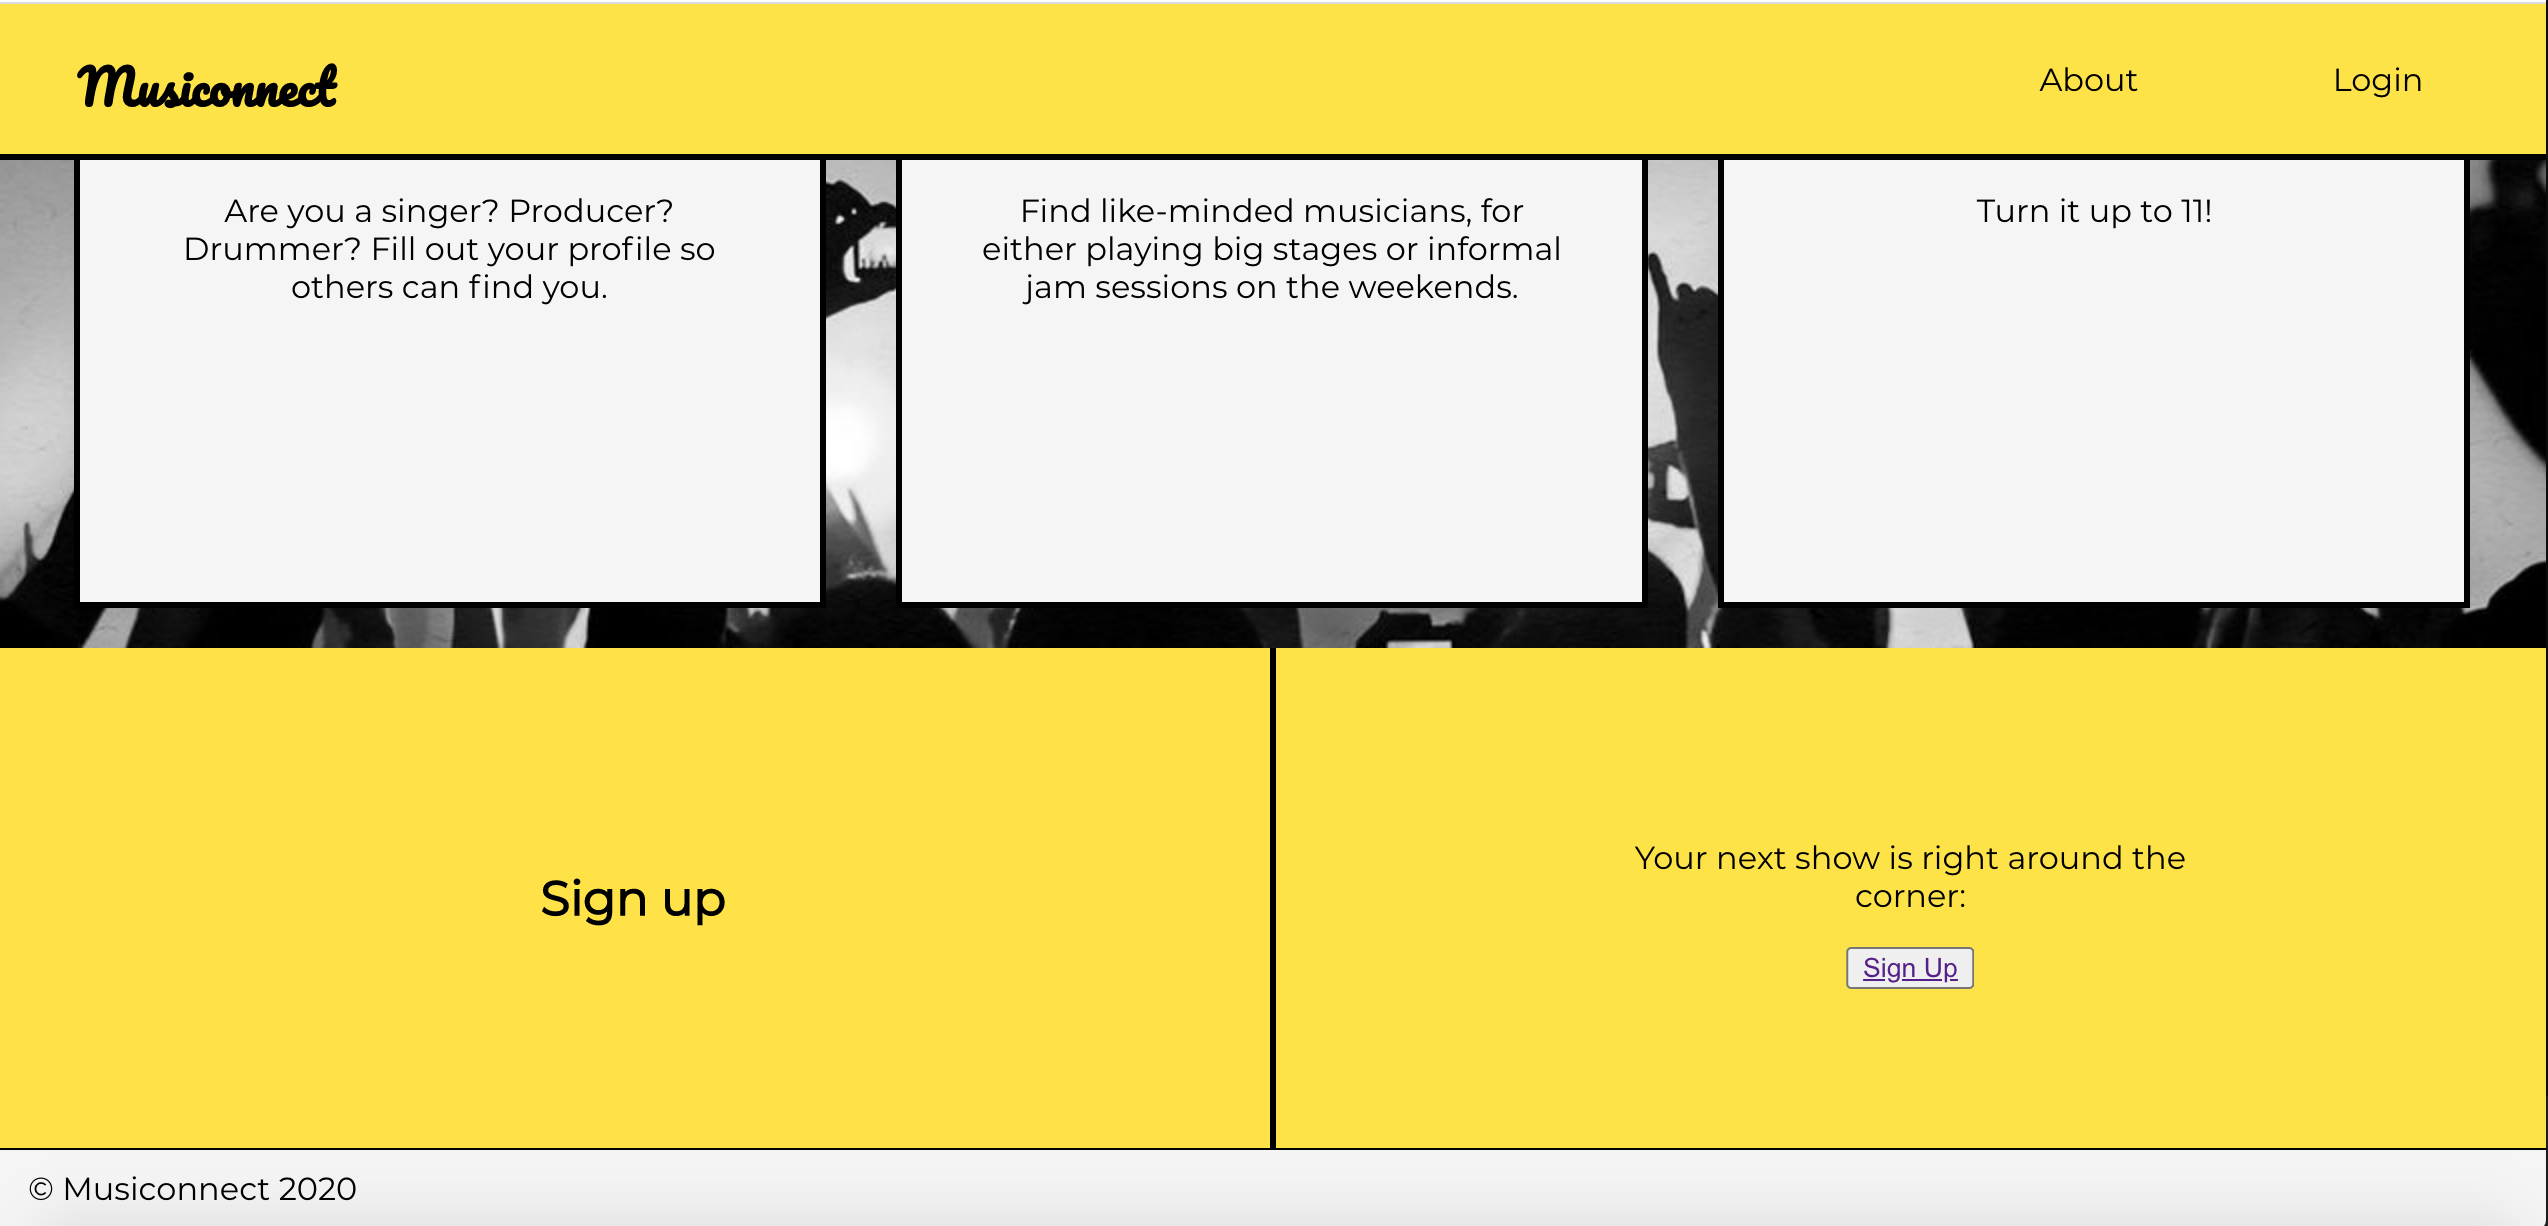 Musiconnect
About
Login
Are you a singer? Producer?
Drummer? Fill out your profile so
others can find you.
Find like-minded musicians, for
either playing big stages or informal
jam sessions on the weekends.
Turn it up to 11!
Sign up
Your next show is right around the
corner:
Sign Up
© Musiconnect 2020